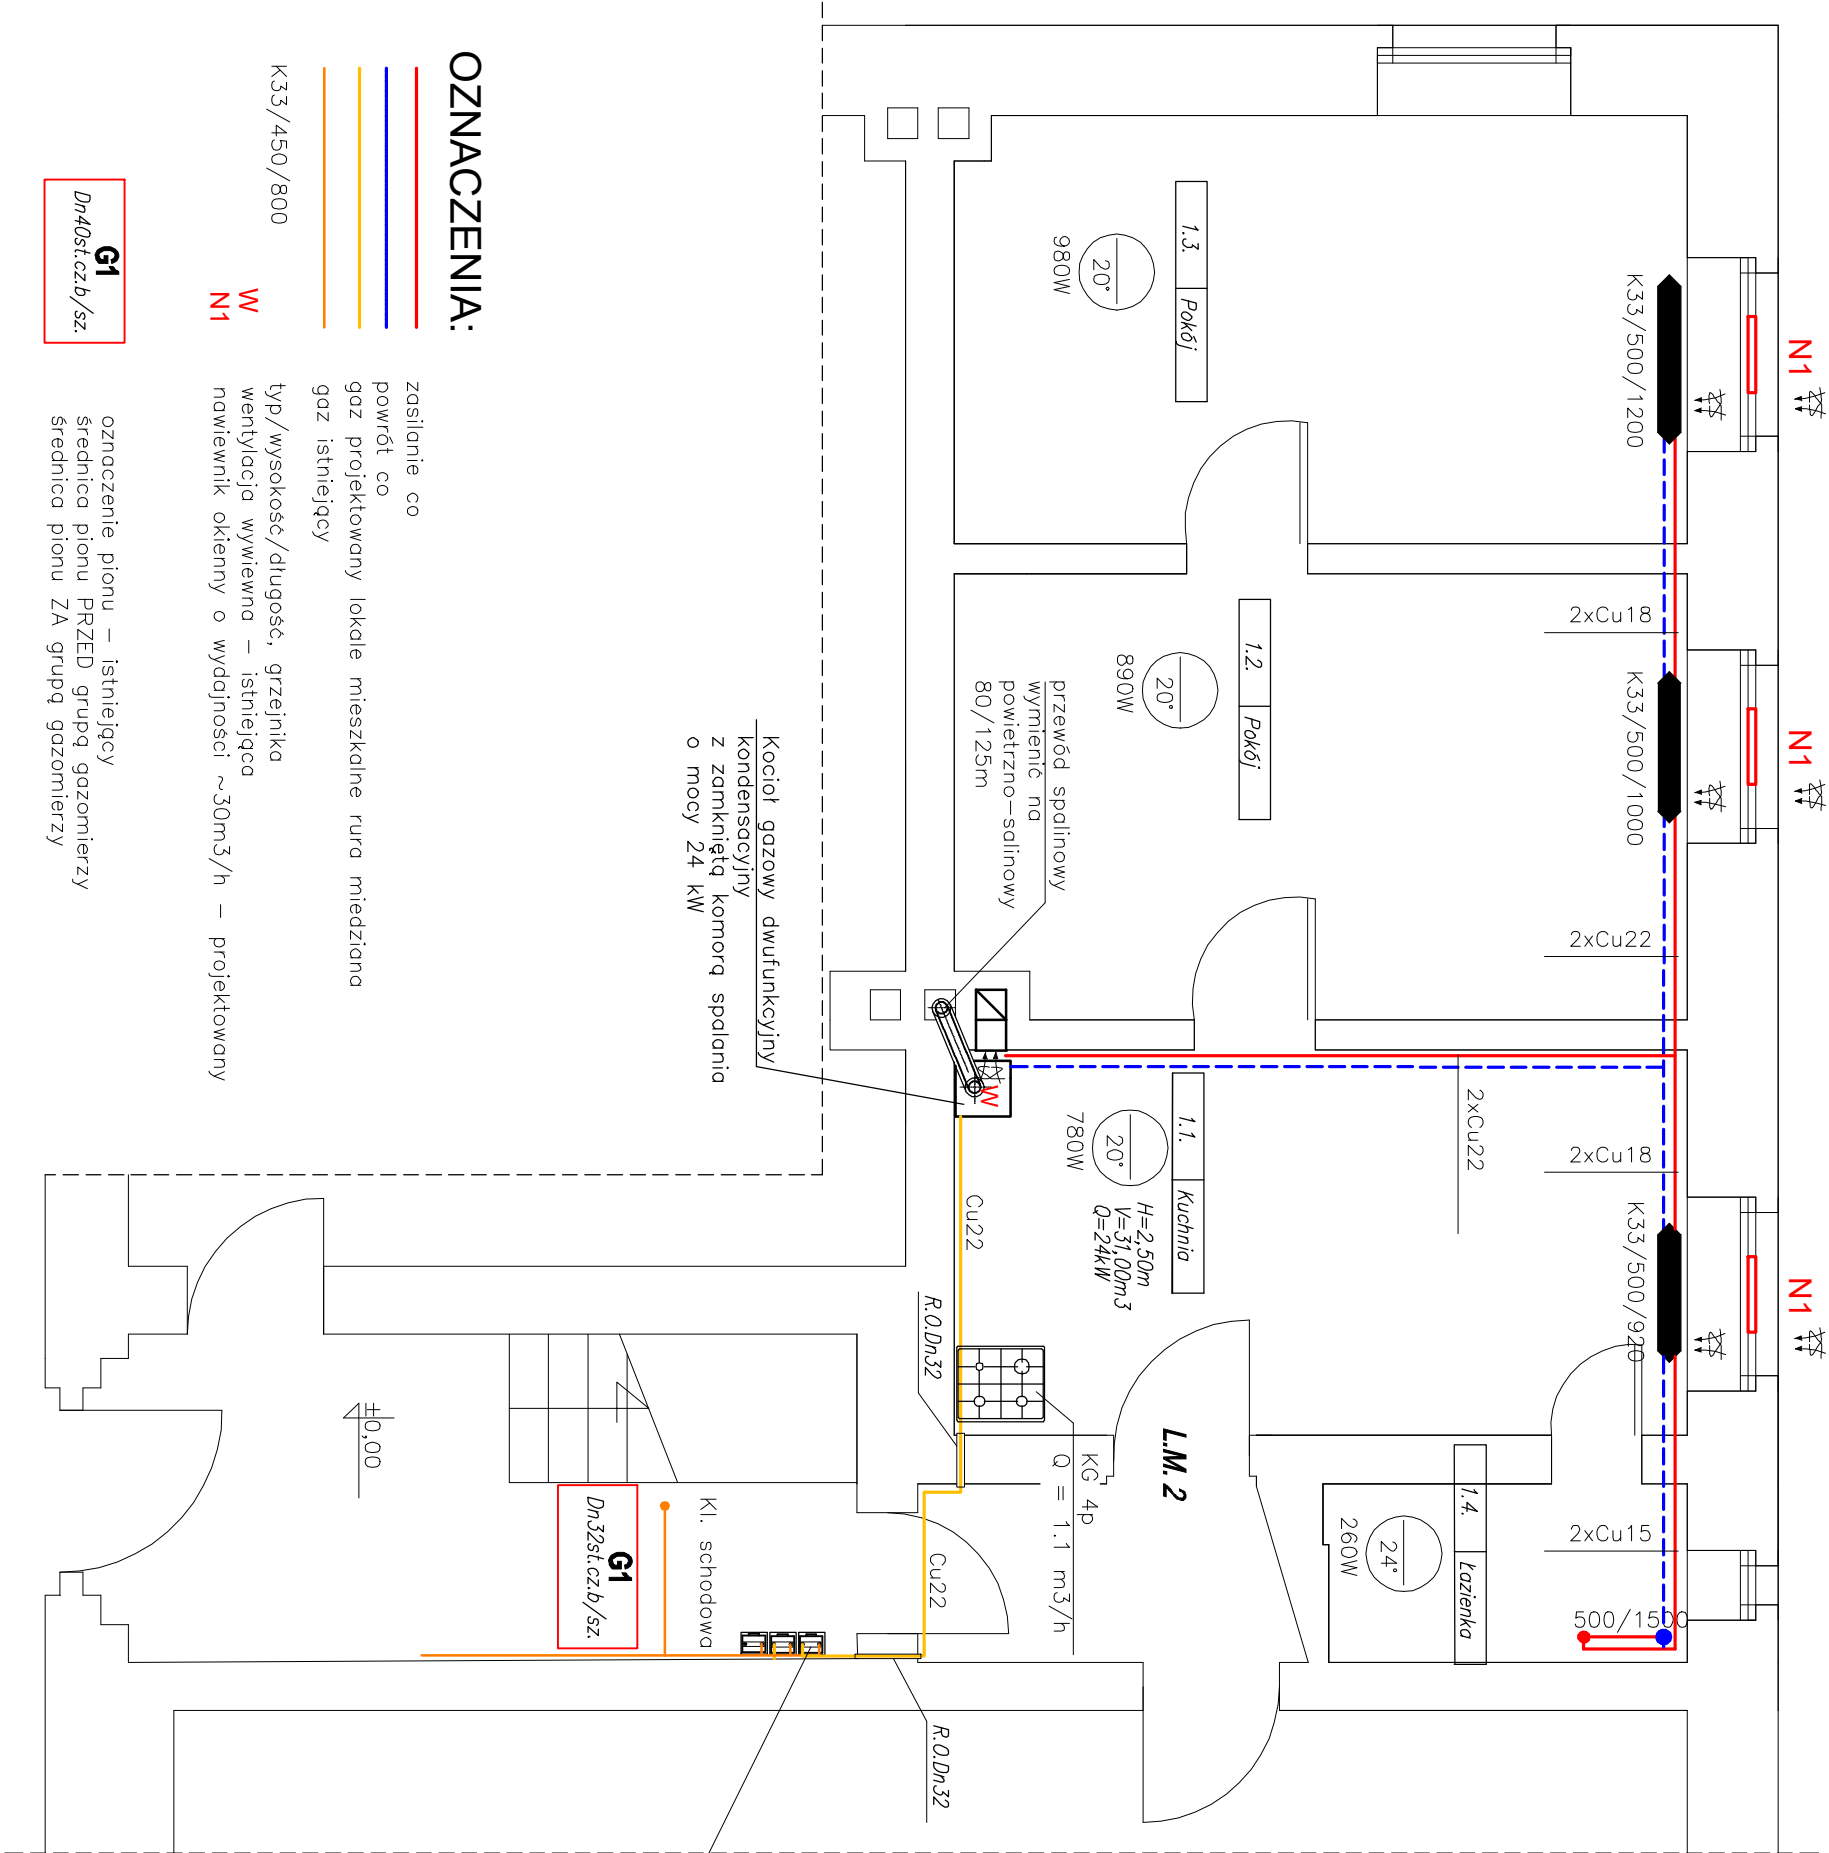 OZNACZENIA:
zasilanie co
powrót co
gaz projektowany lokale mieszkalne rura miedziana
gaz istniejący
K33/450/800
typ/wysokość/długość, grzejnika
W
wentylacja wywiewna – istniejąca
N1
nawiewnik okienny o wydajności ~30m3/h – projektowany
G1
Dn40st.cz.b/sz.
oznaczenie pionu – istniejący
średnica pionu PRZED grupą gazomierzy
średnica pionu ZA grupą gazomierzy
N1
N1
N1
K33/500/1200
2xCu18
K33/500/1000
2xCu22
2xCu18
K33/500/920
2xCu15
500/1500
2xCu22
1.3. Pokój
20°
980W
1.2. Pokój
20°
890W
1.1. Kuchnia
20°
780W
H=2,50m
V=31,00m3
Q=24kW
1.4. Łazienka
24°
260W
L.M. 2
przewód spalinowy
wymienić na
powietrzno–salinowy
80/125m
Kocioł gazowy dwufunkcyjny
kondensacyjny
z zamkniętą komorą spalania
o mocy 24 kW
W
Cu22
R.O.Dn32
KG 4p
Q = 1.1 m3/h
Cu22
R.O.Dn32
Kl. schodowa
G1
Dn32st.cz.b/sz.
±0,00